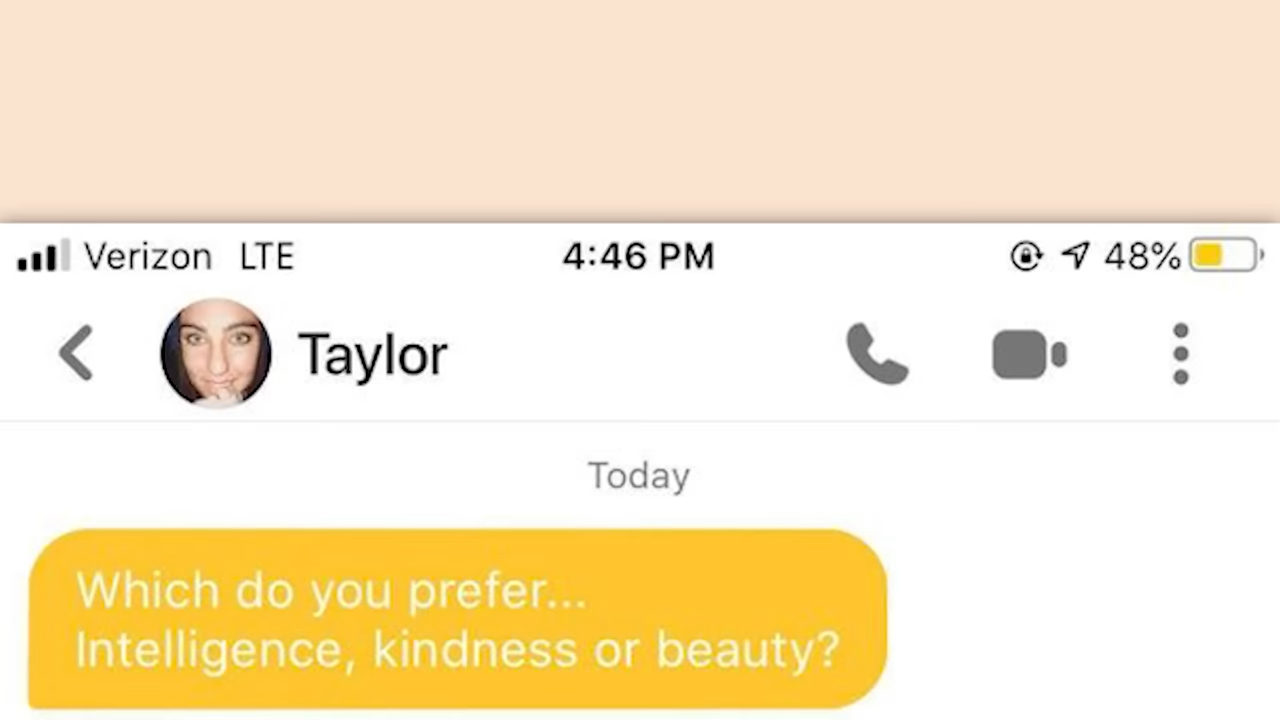 Verizon LTE 4:46 PM 48%
Taylor
Today
Which do you prefer...
Intelligence, kindness or beauty?